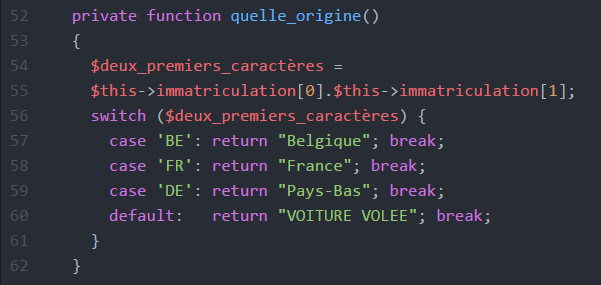 52 private function quelle_origine()
53 {
54 $deux_premiers_caractères =
55 $this->immatriculation[0].$this->immatriculation[1];
56 switch ($deux_premiers_caractères) {
57 case 'BE': return "Belgique"; break;
58 case 'FR': return "France"; break;
59 case 'DE': return "Pays-Bas"; break;
60 default: return "VOITURE VOLEE"; break;
61 }
62 }